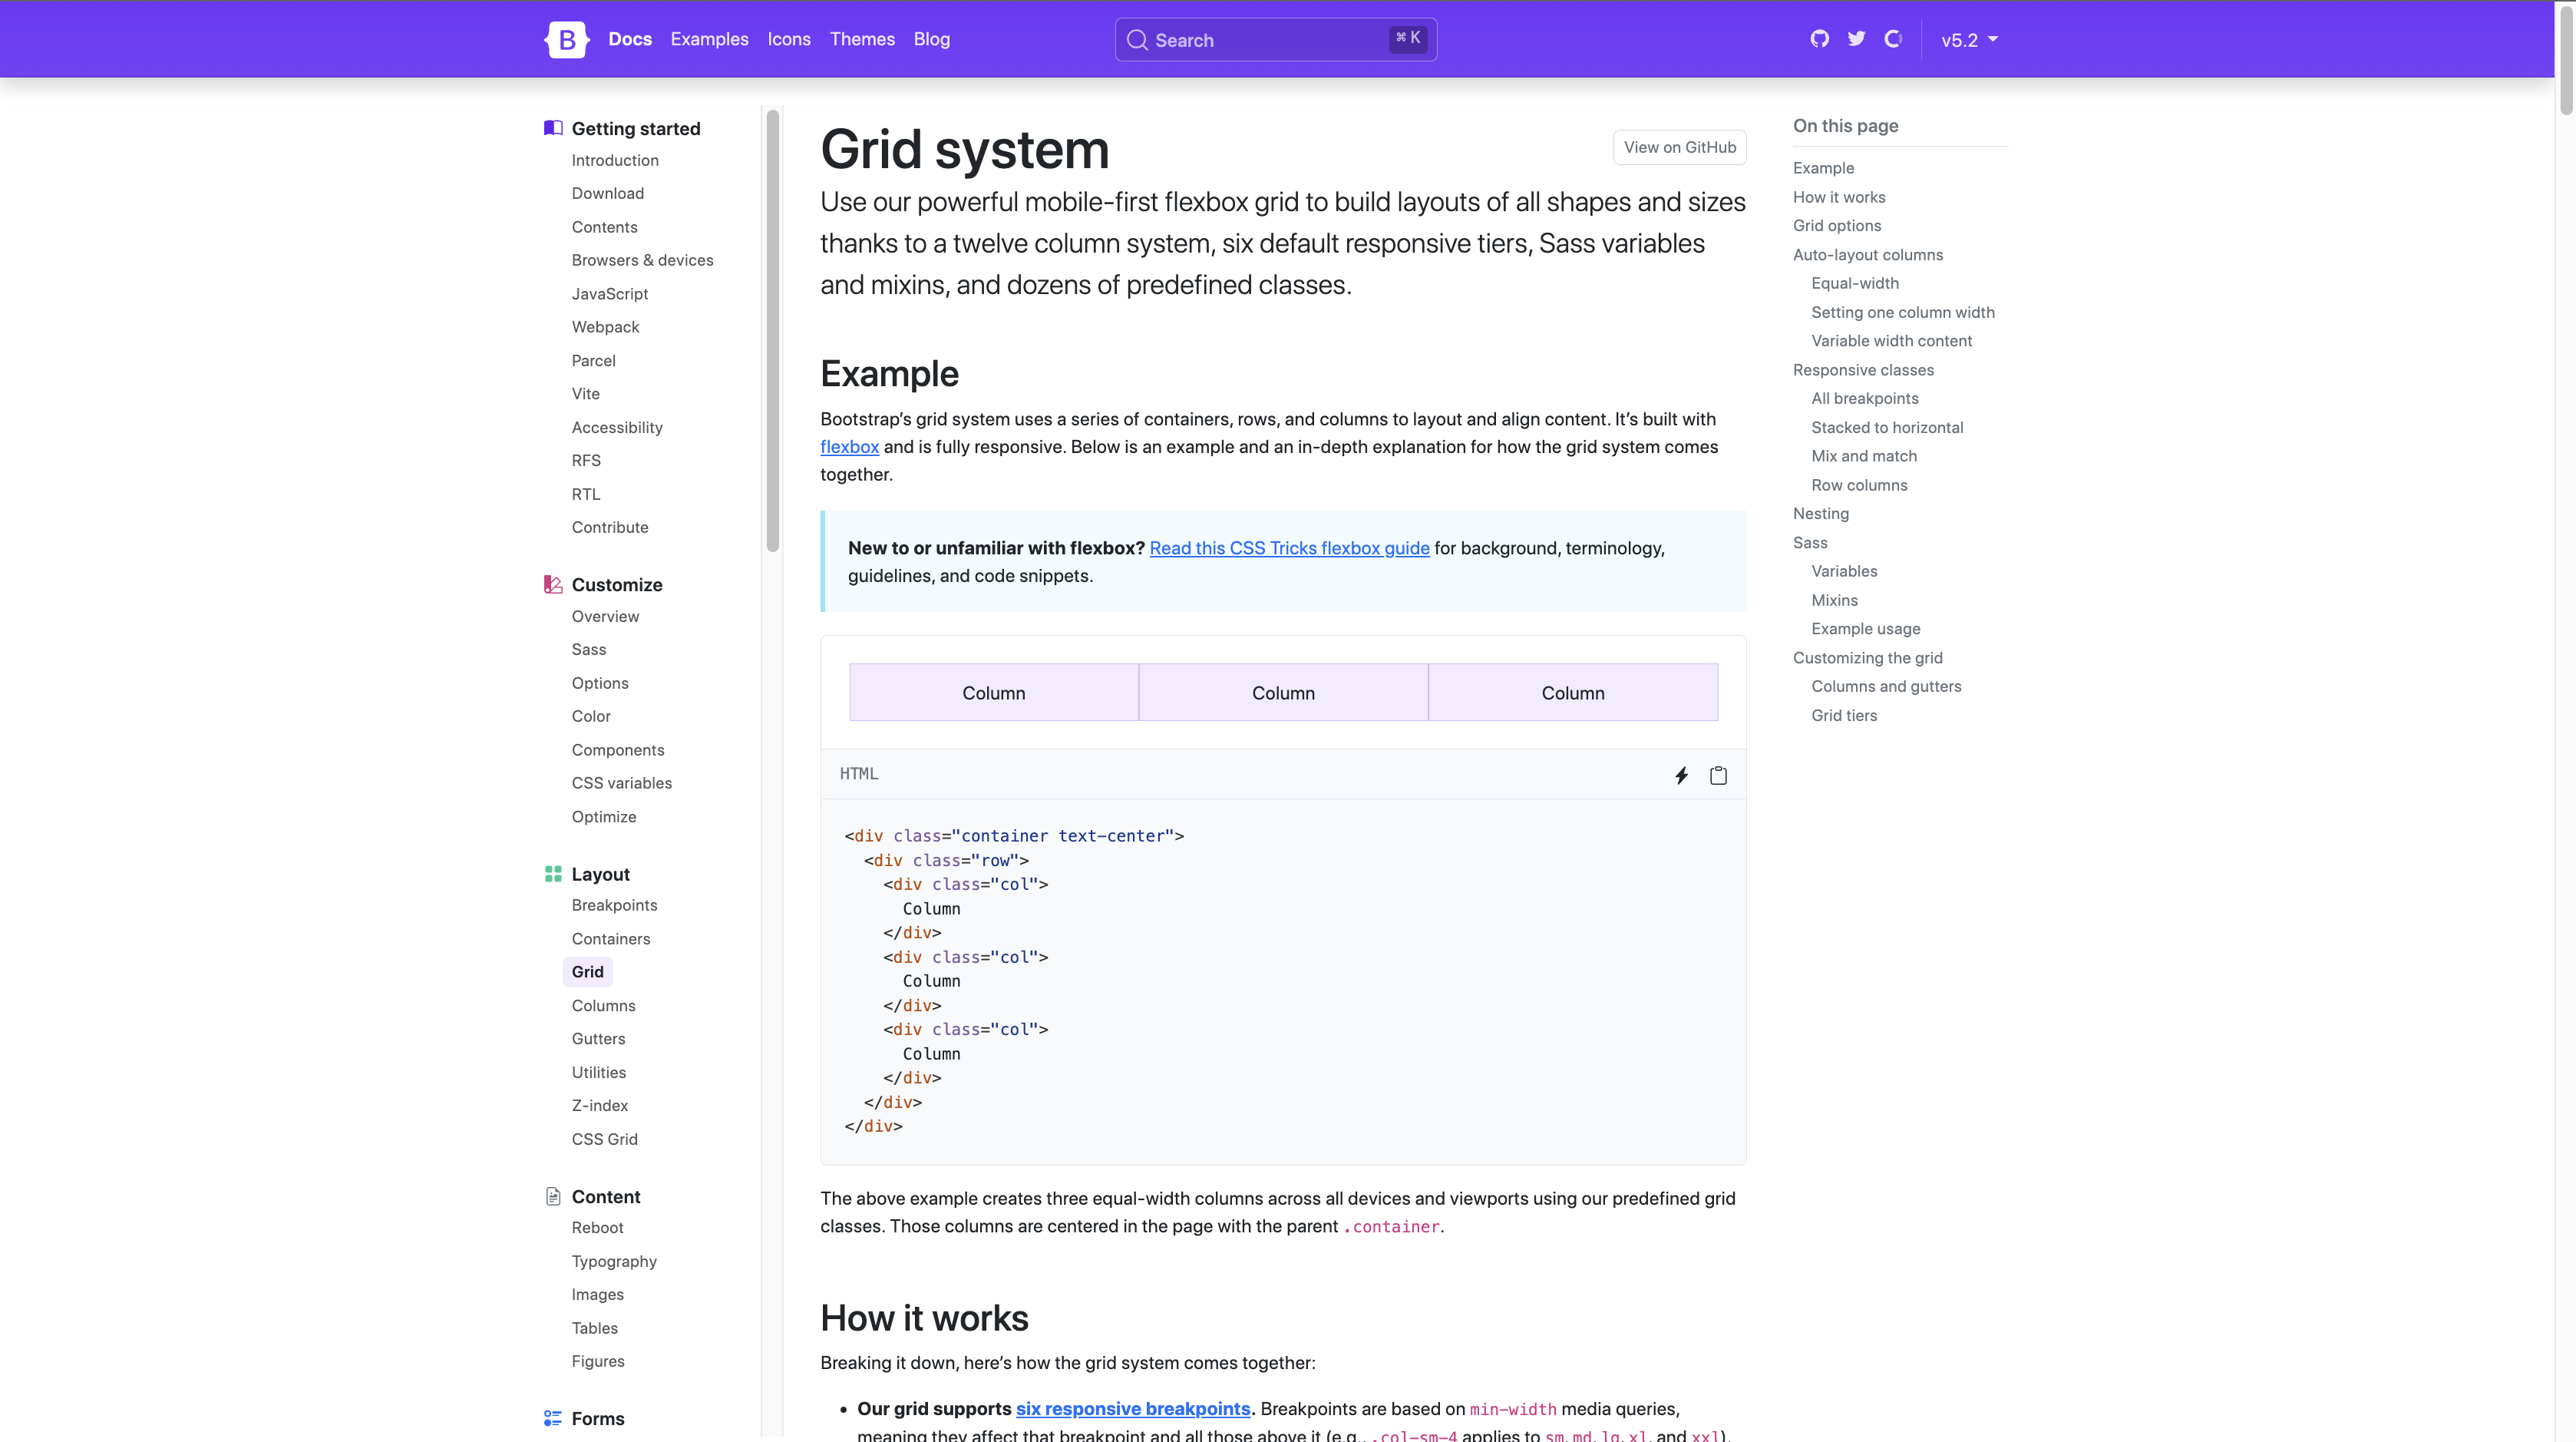 B
Docs
Examples
Icons
Themes
Blog
Search
⌘ K
v5.2
Getting started
Introduction
Download
Contents
Browsers & devices
JavaScript
Webpack
Parcel
Vite
Accessibility
RFS
RTL
Contribute
Customize
Overview
Sass
Options
Color
Components
CSS variables
Optimize
Layout
Breakpoints
Containers
Grid
Columns
Gutters
Utilities
Z-index
CSS Grid
Content
Reboot
Typography
Images
Tables
Figures
Forms
Grid system
View on GitHub
Use our powerful mobile-first flexbox grid to build layouts of all shapes and sizes
thanks to a twelve column system, six default responsive tiers, Sass variables
and mixins, and dozens of predefined classes.
Example
Bootstrap’s grid system uses a series of containers, rows, and columns to layout and align content. It’s built with
flexbox and is fully responsive. Below is an example and an in-depth explanation for how the grid system comes
together.
New to or unfamiliar with flexbox? Read this CSS Tricks flexbox guide for background, terminology,
guidelines, and code snippets.
Column
Column
Column
HTML
<div class="container text-center">
<div class="row">
<div class="col">
Column
</div>
<div class="col">
Column
</div>
<div class="col">
Column
</div>
</div>
</div>
The above example creates three equal-width columns across all devices and viewports using our predefined grid
classes. Those columns are centered in the page with the parent .container.
How it works
Breaking it down, here’s how the grid system comes together:
• Our grid supports six responsive breakpoints. Breakpoints are based on min-width media queries,
meaning they affect that breakpoint and all those above it (e.g., .col-sm-4 applies to sm, md, lg, xl, and xxl).
On this page
Example
How it works
Grid options
Auto-layout columns
Equal-width
Setting one column width
Variable width content
Responsive classes
All breakpoints
Stacked to horizontal
Mix and match
Row columns
Nesting
Sass
Variables
Mixins
Example usage
Customizing the grid
Columns and gutters
Grid tiers